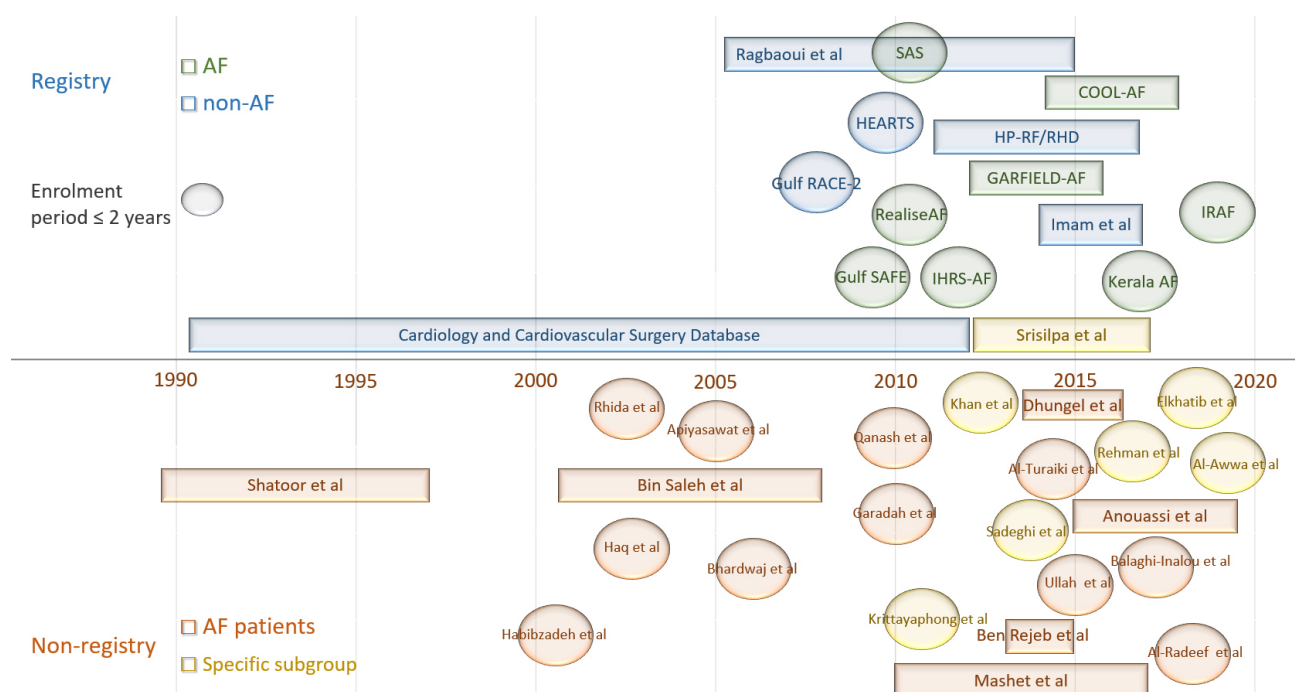 Registry
AF
non-AF
Enrolment
period ≤ 2 years
Ragbaoui et al
SAS
COOL-AF
HEARTS
HP-RF/RHD
Gulf RACE-2
GARFIELD-AF
RealiseAF
Imam et al
IRAF
Gulf SAFE
IHRS-AF
Kerala AF
Cardiology and Cardiovascular Surgery Database
Srisilpa et al
1990
1995
2000
2005
2010
2015
2020
Rhida et al
Apiyasawat et al
Khan et al
Dhungel et al
Elkhatib et al
Qanash et al
Al-Turaiki et al
Rehman et al
Al-Awwa et al
Shatoor et al
Bin Saleh et al
Garadah et al
Sadeghi et al
Anouassi et al
Haq et al
Bhardwaj et al
Ullah et al
Balaghi-Inalou et al
Habibzadeh et al
Krittayaphong et al
Ben Rejeb et al
Al-Radeef et al
Mashet et al
Non-registry
AF patients
Specific subgroup